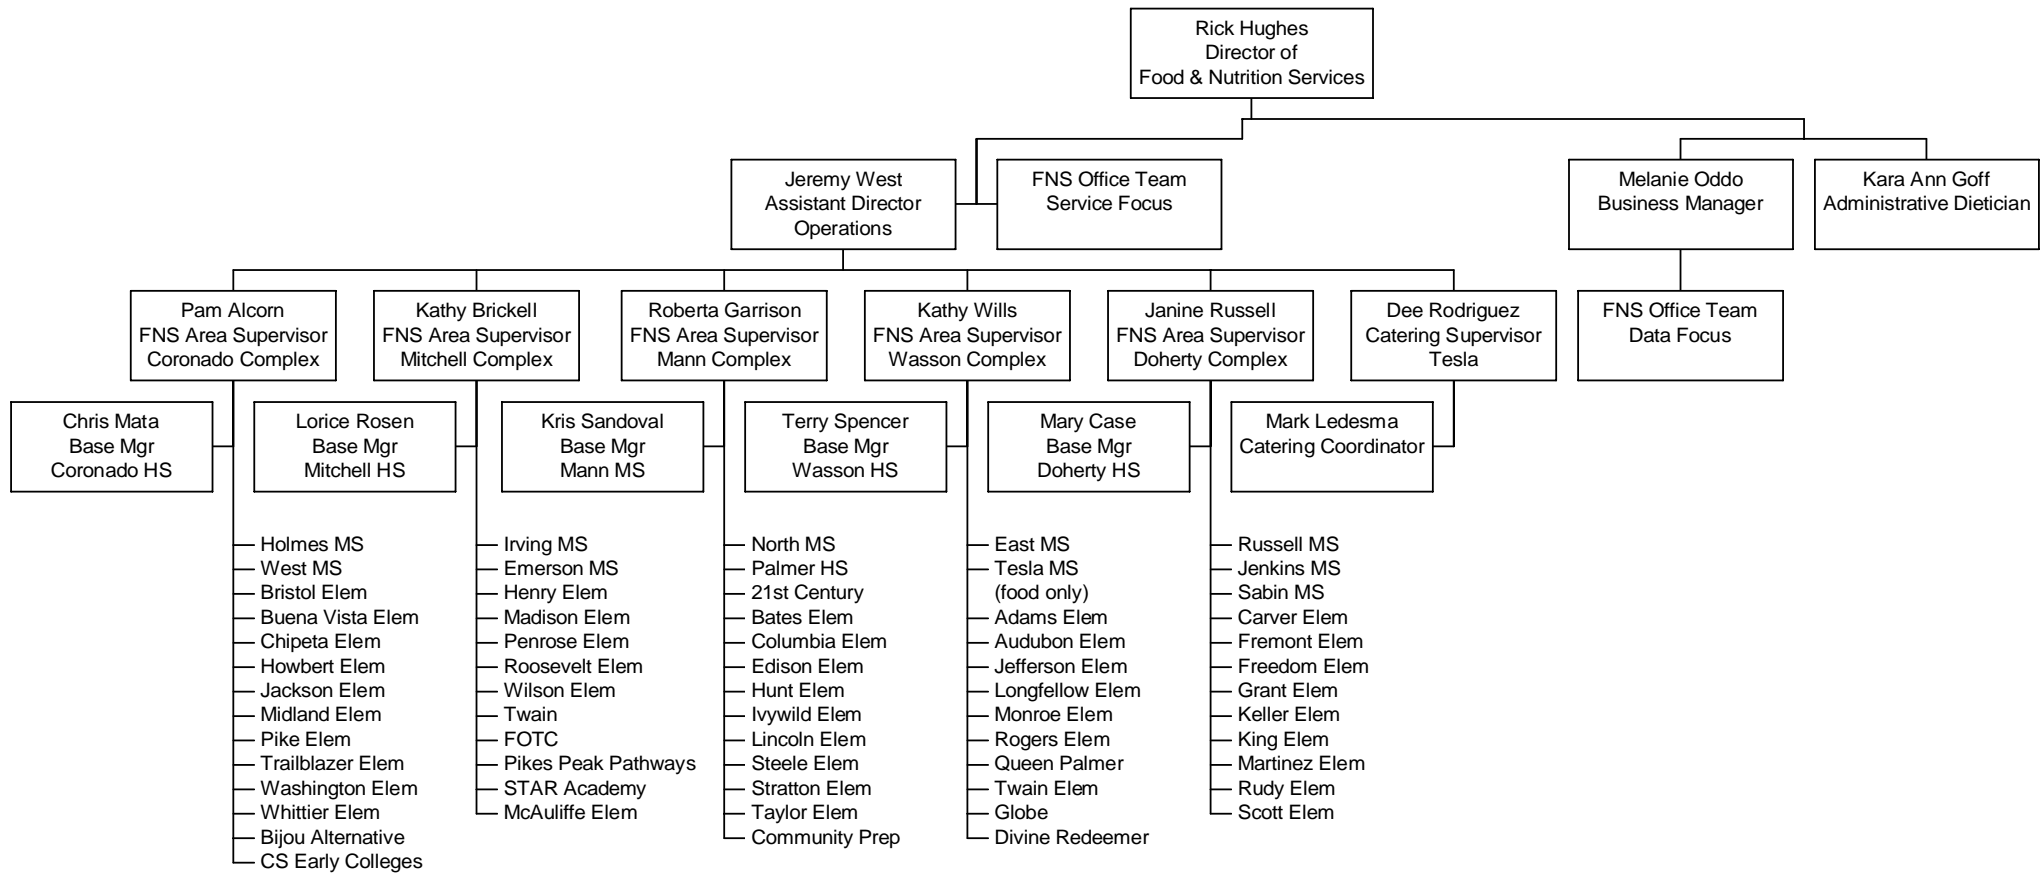 Rick Hughes
Director of
Food & Nutrition Services
Jeremy West
Assistant Director
Operations
FNS Office Team
Service Focus
Melanie Oddo
Business Manager
Kara Ann Goff
Administrative Dietician
Pam Alcorn
FNS Area Supervisor
Coronado Complex
Kathy Brickell
FNS Area Supervisor
Mitchell Complex
Roberta Garrison
FNS Area Supervisor
Mann Complex
Kathy Wills
FNS Area Supervisor
Wasson Complex
Janine Russell
FNS Area Supervisor
Doherty Complex
Dee Rodriguez
Catering Supervisor
Tesla
FNS Office Team
Data Focus
Chris Mata
Base Mgr
Coronado HS
Lorice Rosen
Base Mgr
Mitchell HS
Kris Sandoval
Base Mgr
Mann MS
Terry Spencer
Base Mgr
Wasson HS
Mary Case
Base Mgr
Doherty HS
Mark Ledesma
Catering Coordinator
Holmes MS
West MS
Bristol Elem
Buena Vista Elem
Chipeta Elem
Howbert Elem
Jackson Elem
Midland Elem
Pike Elem
Trailblazer Elem
Washington Elem
Whittier Elem
Bijou Alternative
CS Early Colleges
Irving MS
Emerson MS
Henry Elem
Madison Elem
Penrose Elem
Roosevelt Elem
Wilson Elem
Twain
FOTC
Pikes Peak Pathways
STAR Academy
McAuliffe Elem
North MS
Palmer HS
21st Century
Bates Elem
Columbia Elem
Edison Elem
Hunt Elem
Ivywild Elem
Lincoln Elem
Steele Elem
Stratton Elem
Taylor Elem
Community Prep
East MS
Tesla MS
(food only)
Adams Elem
Audubon Elem
Jefferson Elem
Longfellow Elem
Monroe Elem
Rogers Elem
Queen Palmer
Twain Elem
Globe
Divine Redeemer
Russell MS
Jenkins MS
Sabin MS
Carver Elem
Fremont Elem
Freedom Elem
Grant Elem
Keller Elem
King Elem
Martinez Elem
Rudy Elem
Scott Elem